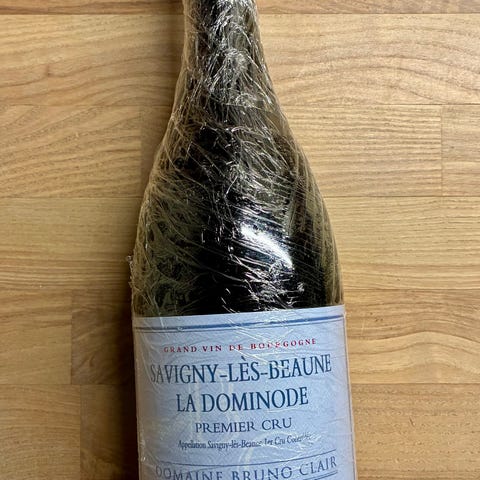 GRAND VIN DE BOURGOGNE
SAVIGNY-LÈS-BEAUNE
LA DOMINODE
PREMIER CRU
Appellation Savigny-lès-Beaune 1er Cru Contrôlée
DOMAINE BRUNO CLAIR